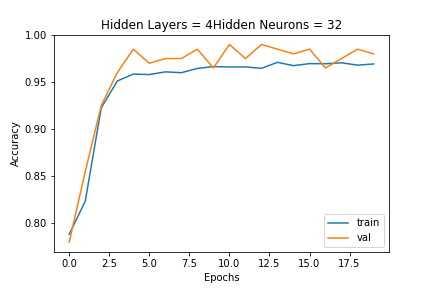 Hidden Layers = 4Hidden Neurons = 32
1.00
0.95
0.90
0.85
0.80
Accuracy
train
val
0.0 2.5 5.0 7.5 10.0 12.5 15.0 17.5
Epochs